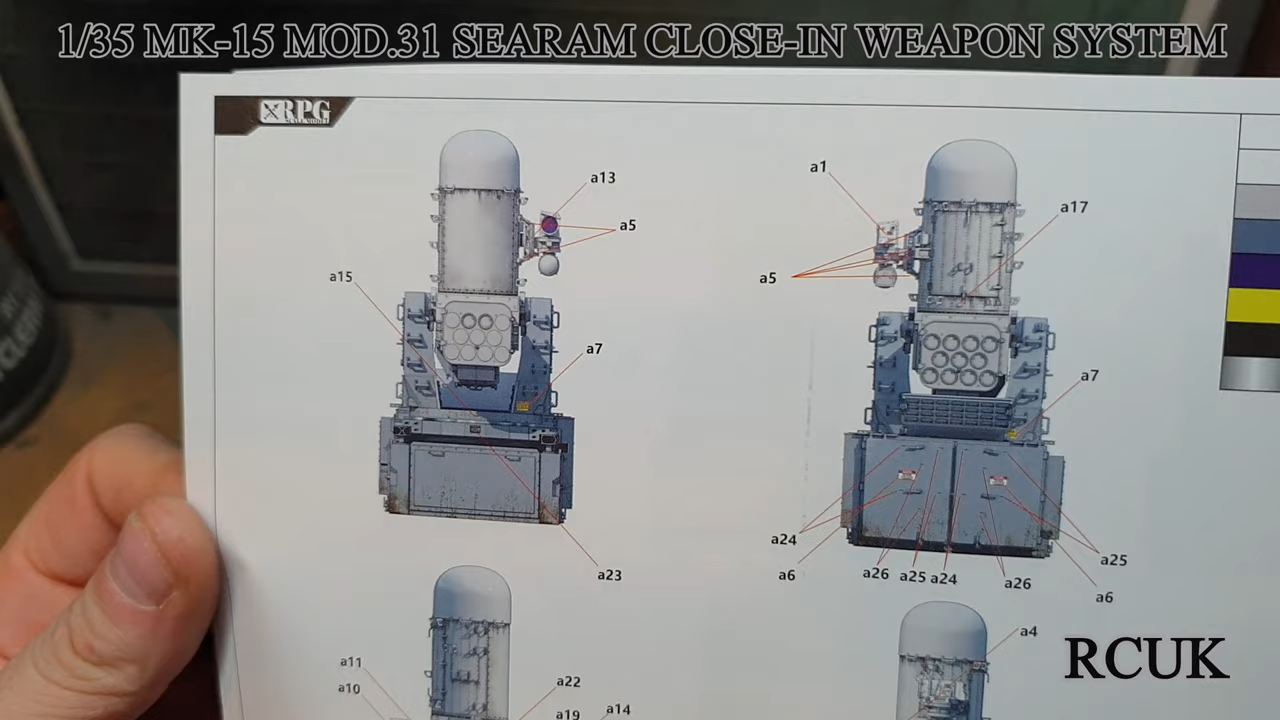 1/35 MK-15 MOD.31 SEARAM CLOSE-IN WEAPON SYSTEM
RPG
a13
a5
a15
a7
a23
a1
a17
a5
a7
a24
a6
a26
a25
a24
a26
a25
a6
a11
a10
a22
a19
a14
a4
RCUK